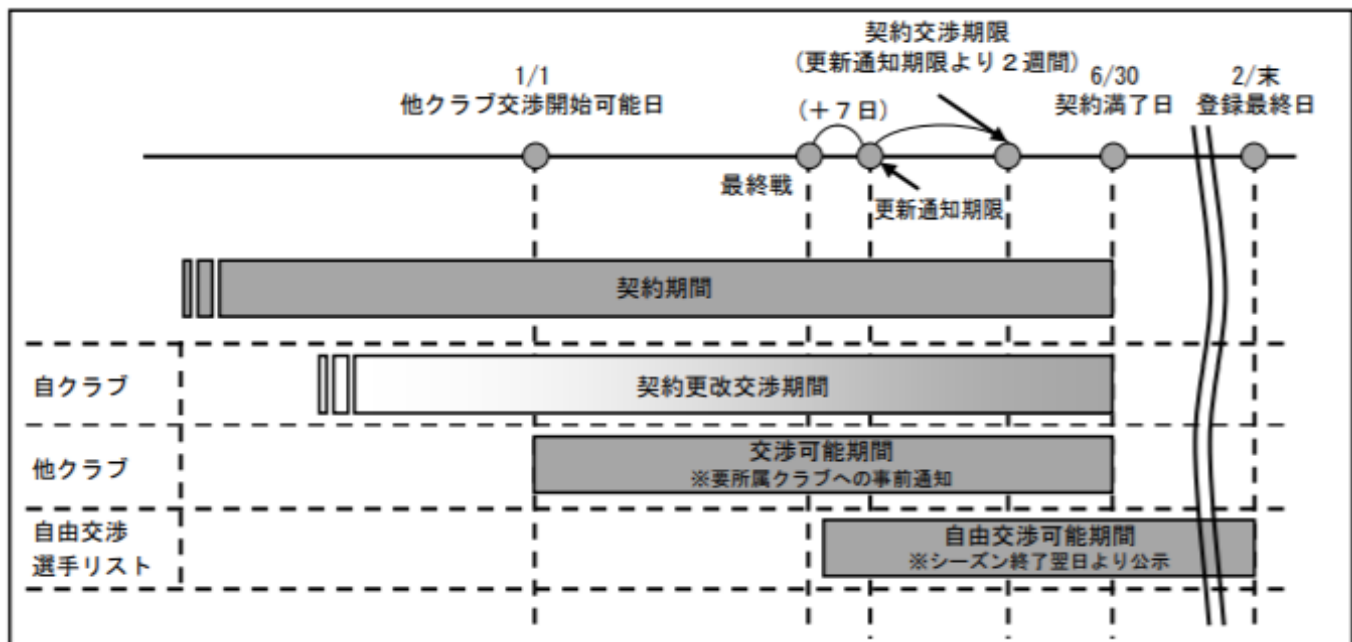 契約交渉期限
(更新通知期限より２週間)
1/1
他クラブ交渉開始可能日
(＋７日)
6/30
契約満了日
2/末
登録最終日
最終戦
更新通知期限
契約期間
自クラブ
契約更改交渉期間
他クラブ
交渉可能期間
※要所属クラブへの事前通知
自由交渉
選手リスト
自由交渉可能期間
※シーズン終了翌日より公示